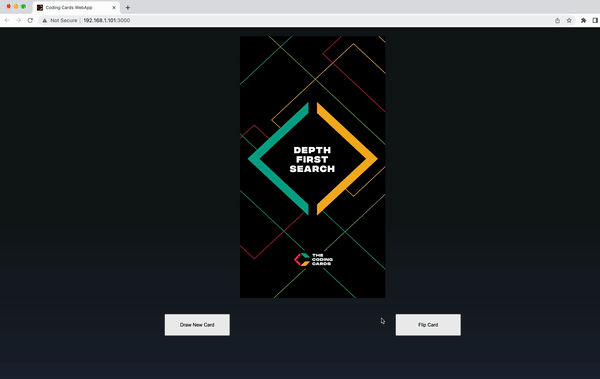 Coding Cards WebApp
Not Secure
192.168.1.101:3000
DEPTH
FIRST
SEARCH
THE
CODING
CARDS
Draw New Card
Flip Card